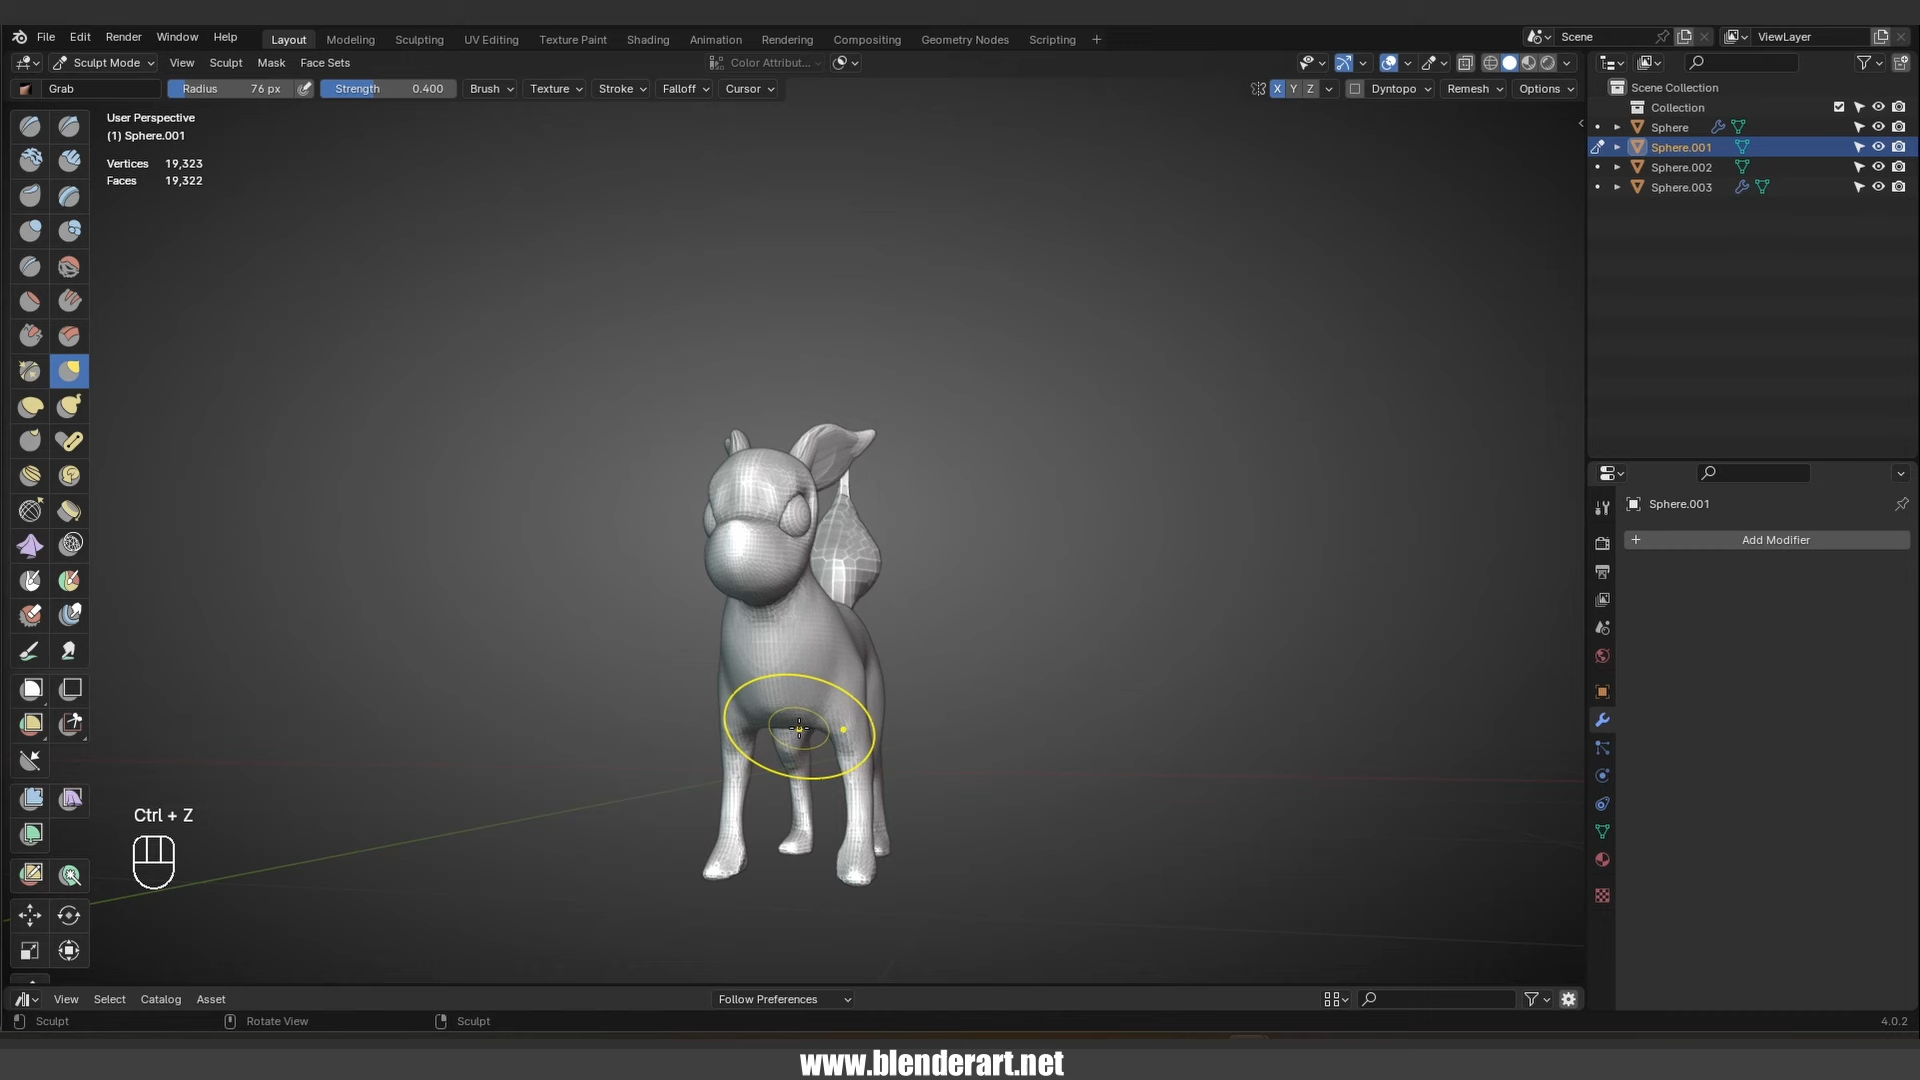 File Edit Render Window Help
Layout Modeling Sculpting UV Editing Texture Paint Shading Animation Rendering Compositing Geometry Nodes Scripting +
Scene
ViewLayer
Sculpt Mode View Sculpt Mask Face Sets
Color Attribut...
Grab Radius 76 px Strength 0.400 Brush Texture Stroke Falloff Cursor
X Y Z Dyntopo Remesh Options
User Perspective
(1) Sphere.001
Vertices 19,323
Faces 19,322
Scene Collection
Collection
Sphere
Sphere.001
Sphere.002
Sphere.003
Sphere.001
+ Add Modifier
Ctrl + Z
View Select Catalog Asset
Follow Preferences
Sculpt Rotate View Sculpt
4.0.2
www.blenderart.net